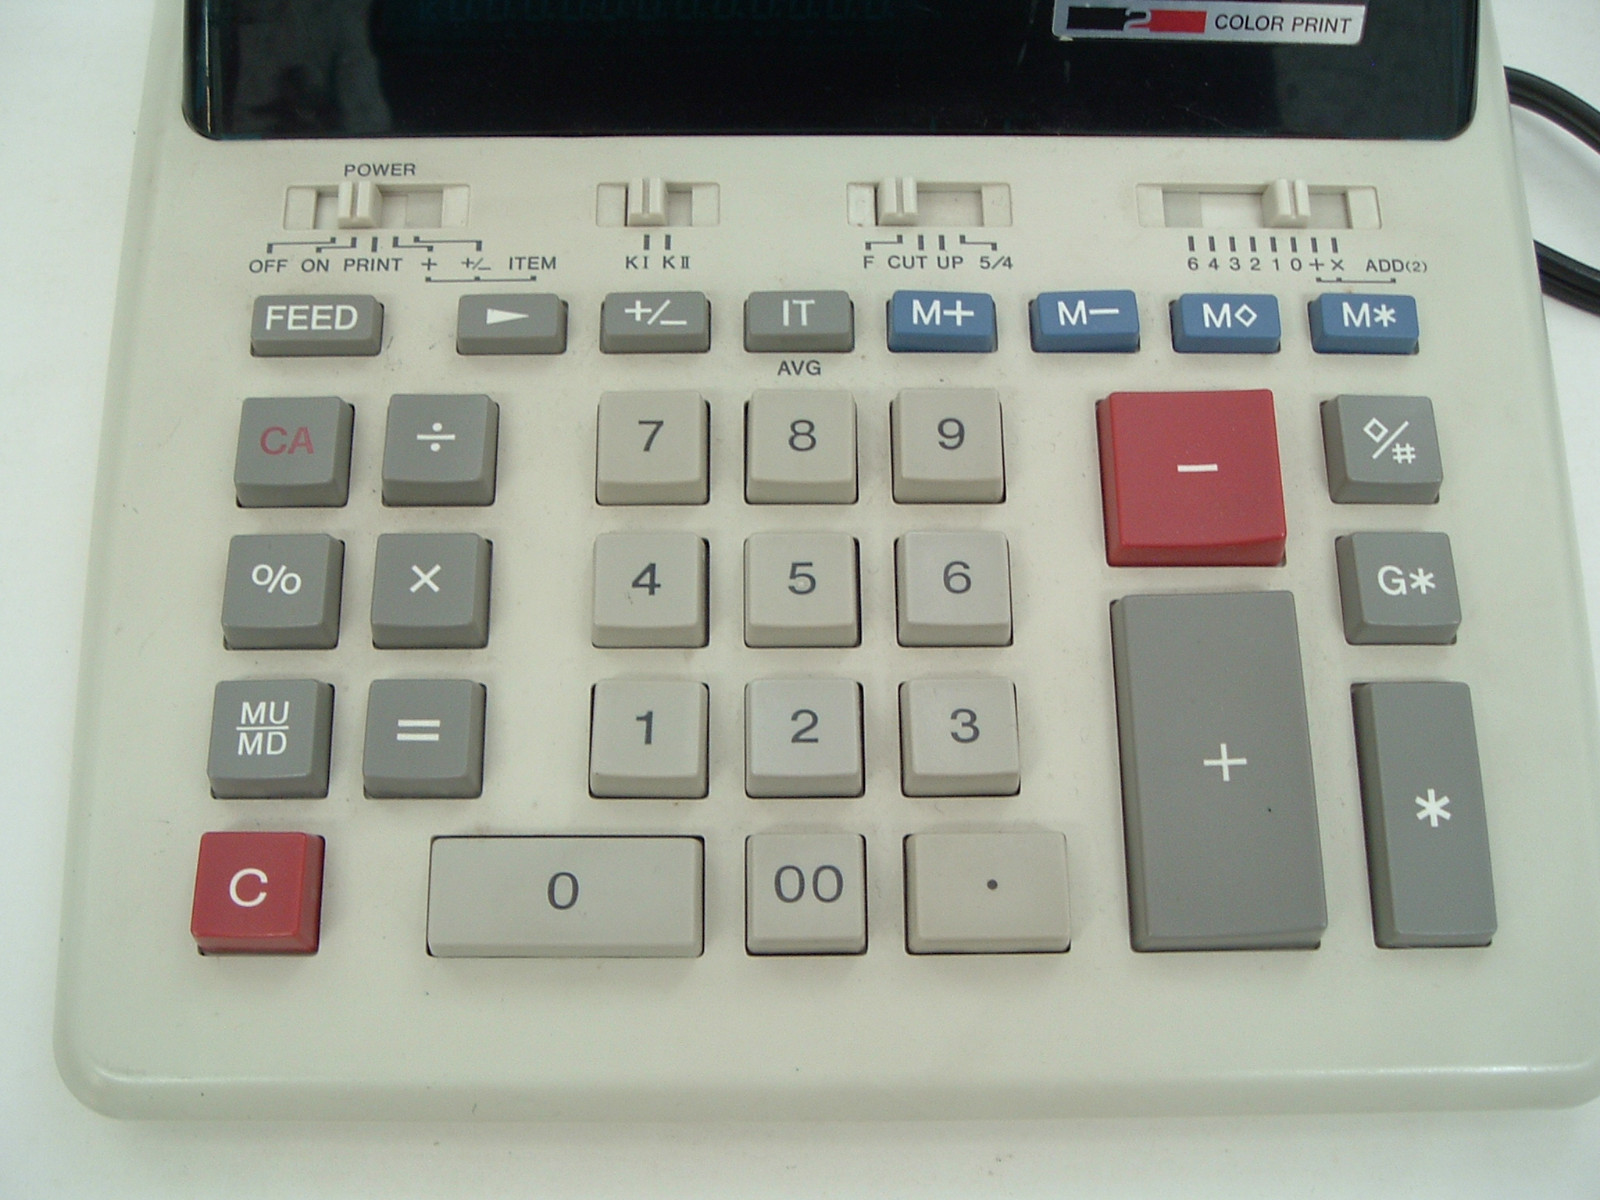 2 COLOR PRINT
POWER
OFF ON PRINT + +/− ITEM
K I K II
F CUT UP 5/4
6 4 3 2 1 0 + × ADD(2)
FEED ► +/− IT M+ M− M◇ M*
AVG
CA ÷ 7 8 9 − ◇/#
% × 4 5 6 G*
MU
MD
= 1 2 3 + *
C 0 00 .